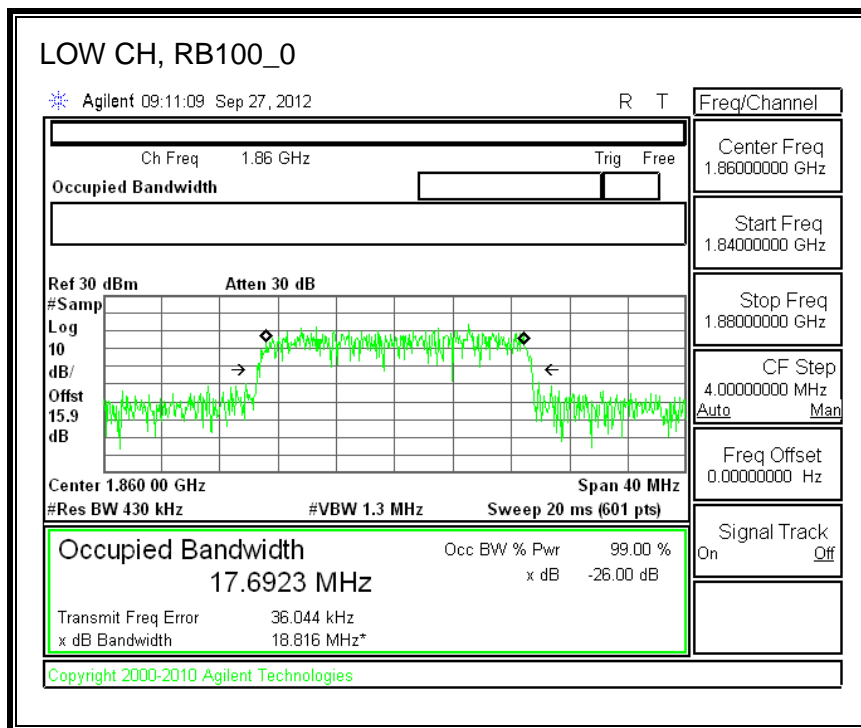 LOW CH, RB100_0
Agilent 09:11:09 Sep 27, 2012 R T
Freq/Channel
Ch Freq 1.86 GHz Trig Free
Occupied Bandwidth
Center Freq
1.86000000 GHz
Start Freq
1.84000000 GHz
Stop Freq
1.88000000 GHz
CF Step
4.00000000 MHz
Auto Man
Freq Offset
0.00000000 Hz
Signal Track
On Off
Ref 30 dBm Atten 30 dB
#Samp
Log
10
dB/
Offst
15.9
dB
Center 1.860 00 GHz Span 40 MHz
#Res BW 430 kHz #VBW 1.3 MHz Sweep 20 ms (601 pts)
Occupied Bandwidth
17.6923 MHz
Occ BW % Pwr 99.00 %
x dB -26.00 dB
Transmit Freq Error 36.044 kHz
x dB Bandwidth 18.816 MHz*
Copyright 2000-2010 Agilent Technologies